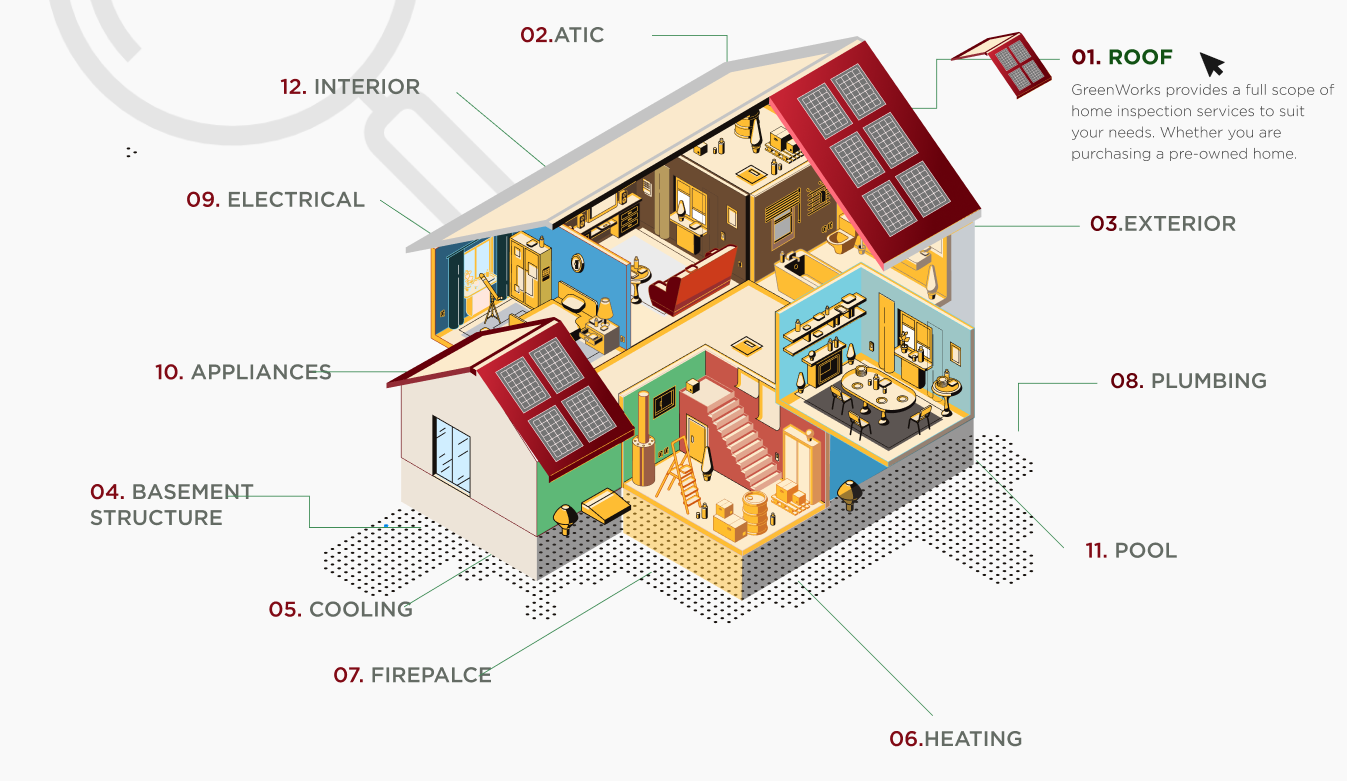 02.ATIC
01. ROOF
GreenWorks provides a full scope of
home inspection services to suit
your needs. Whether you are
purchasing a pre-owned home.
12. INTERIOR
09. ELECTRICAL
03.EXTERIOR
10. APPLIANCES
08. PLUMBING
04. BASEMENT
STRUCTURE
11. POOL
05. COOLING
07. FIREPALCE
06.HEATING